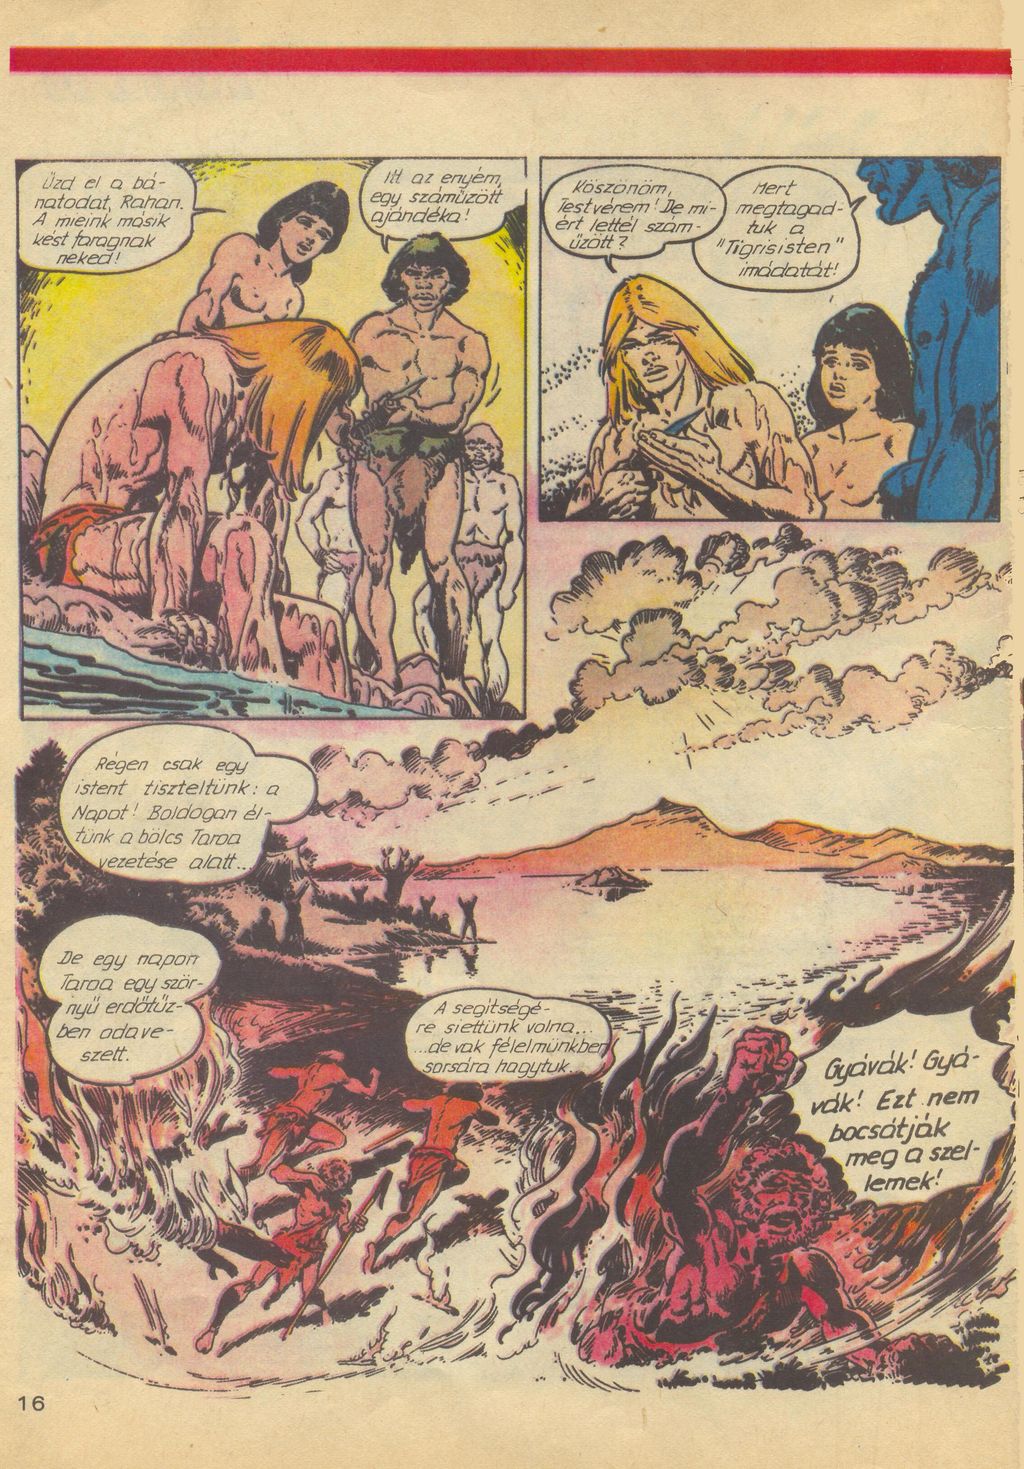 Űzd el a bá-
natodat, Rahan.
A mieink másik
kést faragnak
neked!
Itt az enyém,
egy száműzött
ajándéka!
Köszönöm,
Testvérem! De mi-
ért lettél szám-
űzött?
Mert
megtagad-
tuk a
"Tigrisisten"
imádatát!
Régen csak egy
istent tiszteltünk: a
Napot! Boldogan él-
tünk a bölcs Taroa
vezetése alatt...
De egy napon
Taroa egy ször-
nyű erdőtűz-
ben odave-
szett.
A segítségé-
re siettünk volna...
...de vak félelmünkben
sorsára hagytuk...
Gyávák! Gyá-
vák! Ezt nem
bocsátják
meg a szel-
lemek!
16